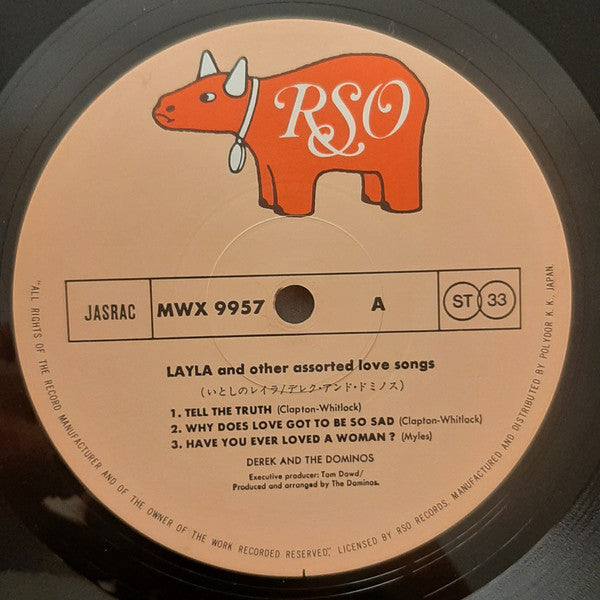 RSO
JASRAC MWX 9957 A ST 33
LAYLA and other assorted love songs
(いとしのレイラ/デレク・アンド・ドミノス)
1. TELL THE TRUTH (Clapton-Whitlock)
2. WHY DOES LOVE GOT TO BE SO SAD (Clapton-Whitlock)
3. HAVE YOU EVER LOVED A WOMAN? (Myles)
DEREK AND THE DOMINOS
Executive producer: Tom Dowd/
Produced and arranged by The Dominos.
"ALL RIGHTS OF THE RECORD MANUFACTURER AND OF THE OWNER OF THE WORK RECORDED RESERVED", LICENSED BY RSO RECORDS. MANUFACTURED AND DISTRIBUTED BY POLYDOR K. K., JAPAN.